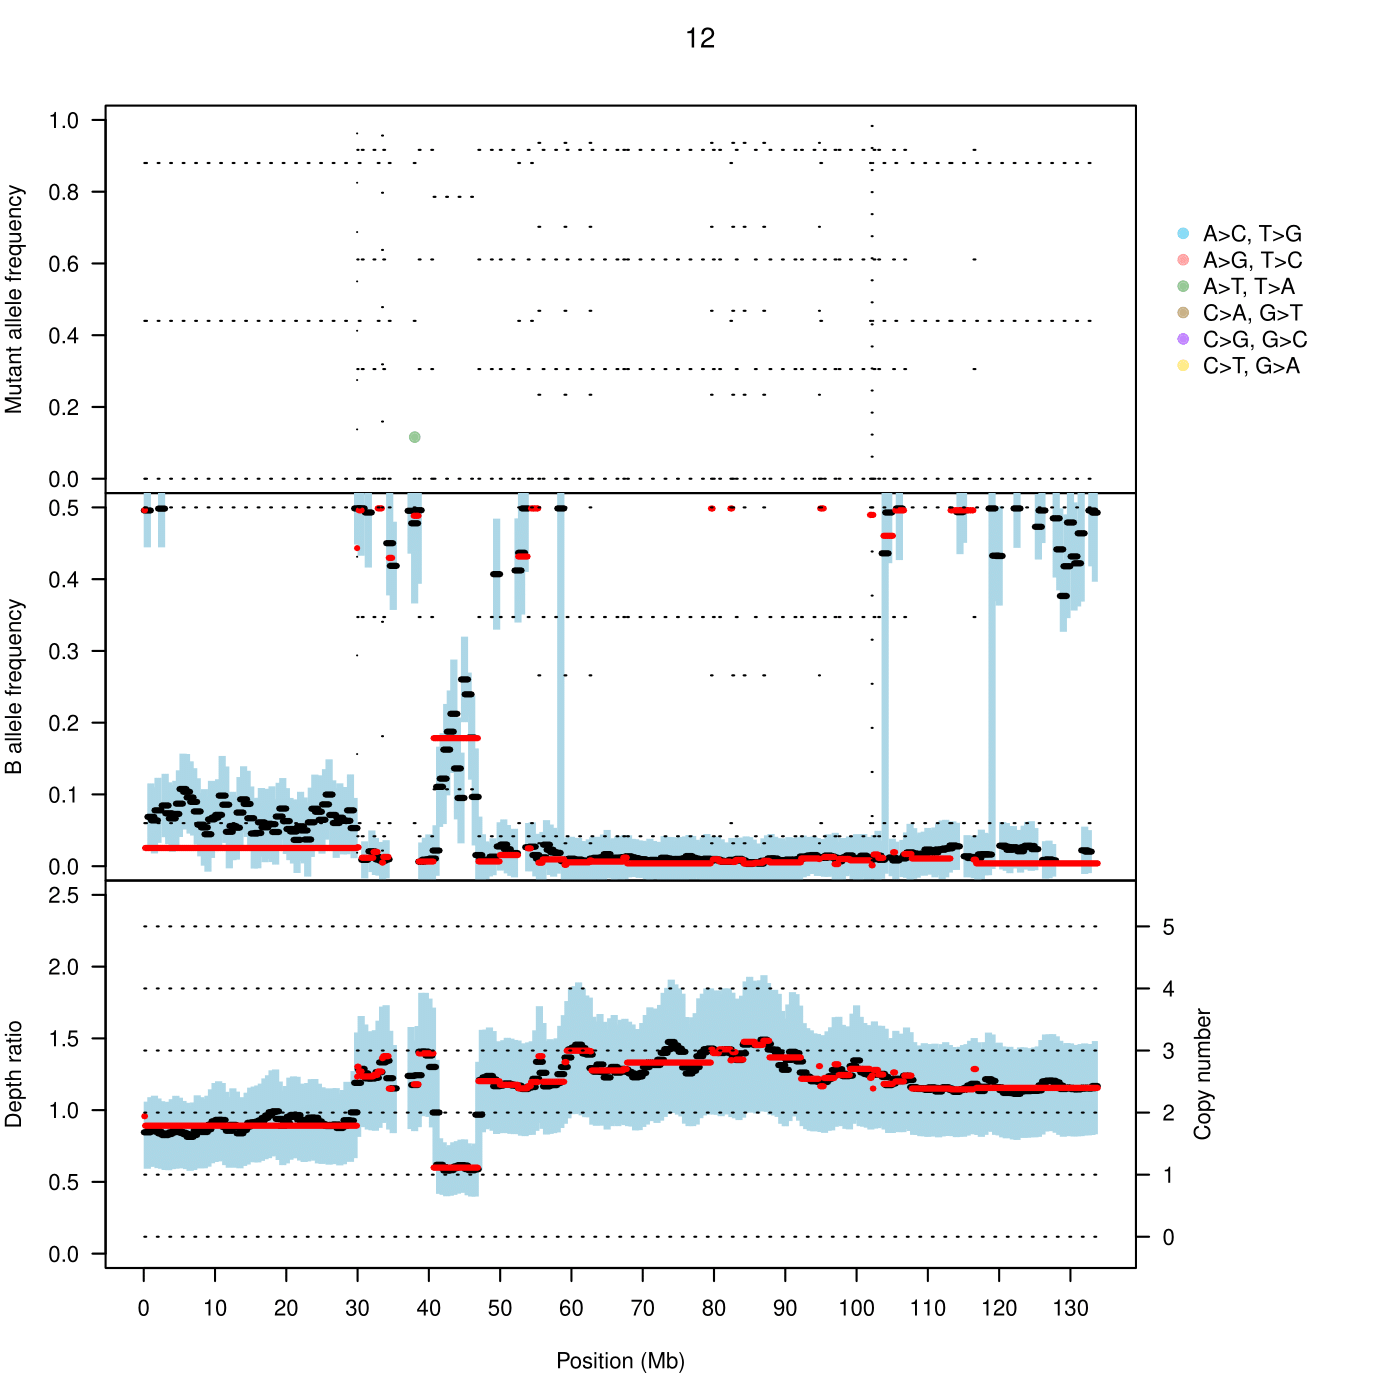 12
Mutant allele frequency
1.0
0.8
0.6
0.4
0.2
0.0
A>C, T>G
A>G, T>C
A>T, T>A
C>A, G>T
C>G, G>C
C>T, G>A
B allele frequency
0.5
0.4
0.3
0.2
0.1
0.0
Depth ratio
2.5
2.0
1.5
1.0
0.5
0.0
5
4
3
2
1
0
Copy number
0 10 20 30 40 50 60 70 80 90 100 110 120 130
Position (Mb)